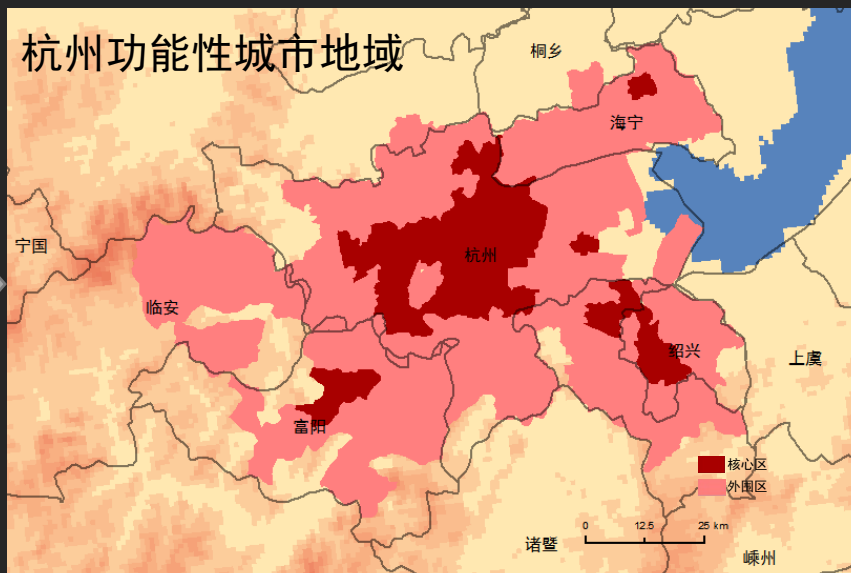 杭州功能性城市地域
桐乡
海宁
宁国
杭州
临安
绍兴
上虞
富阳
核心区
外围区
0 12.5 25 km
诸暨
嵊州